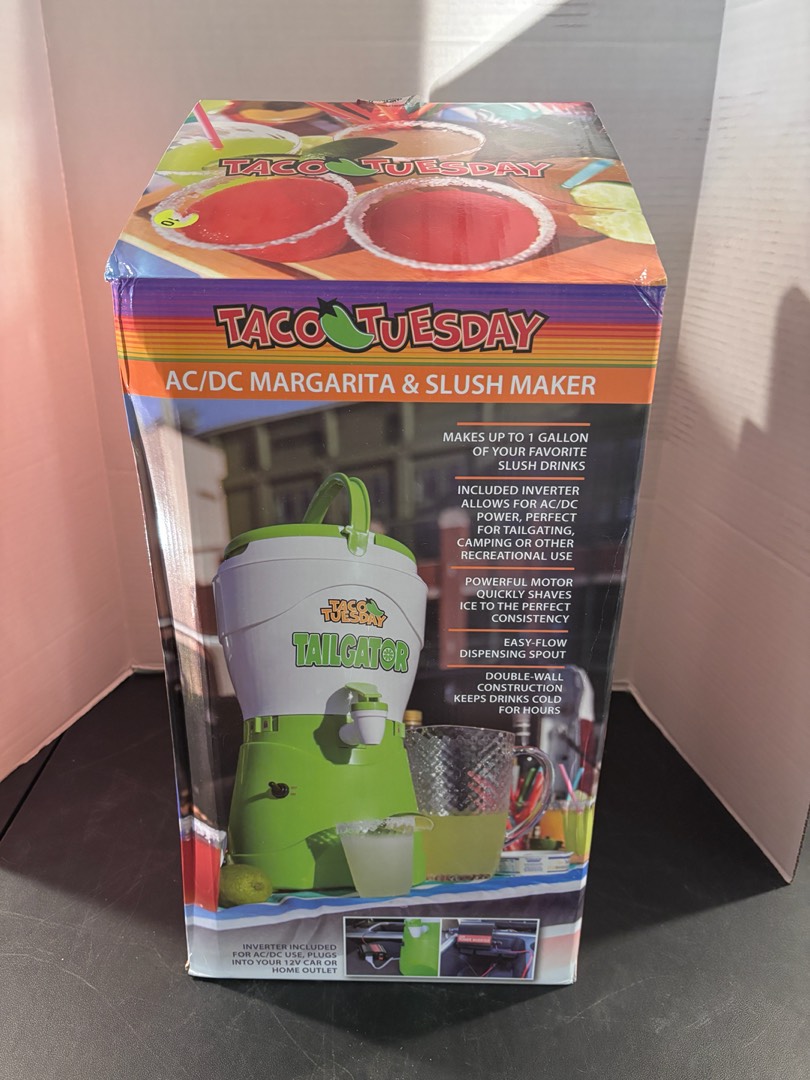 TACO TUESDAY
TACO TUESDAY
AC/DC MARGARITA & SLUSH MAKER
MAKES UP TO 1 GALLON
OF YOUR FAVORITE
SLUSH DRINKS
INCLUDED INVERTER
ALLOWS FOR AC/DC
POWER, PERFECT
FOR TAILGATING,
CAMPING OR OTHER
RECREATIONAL USE
POWERFUL MOTOR
QUICKLY SHAVES
ICE TO THE PERFECT
CONSISTENCY
EASY-FLOW
DISPENSING SPOUT
DOUBLE-WALL
CONSTRUCTION
KEEPS DRINKS COLD
FOR HOURS
TACO
TUESDAY
TAILGATOR
INVERTER INCLUDED
FOR AC/DC USE, PLUGS
INTO YOUR 12V CAR OR
HOME OUTLET